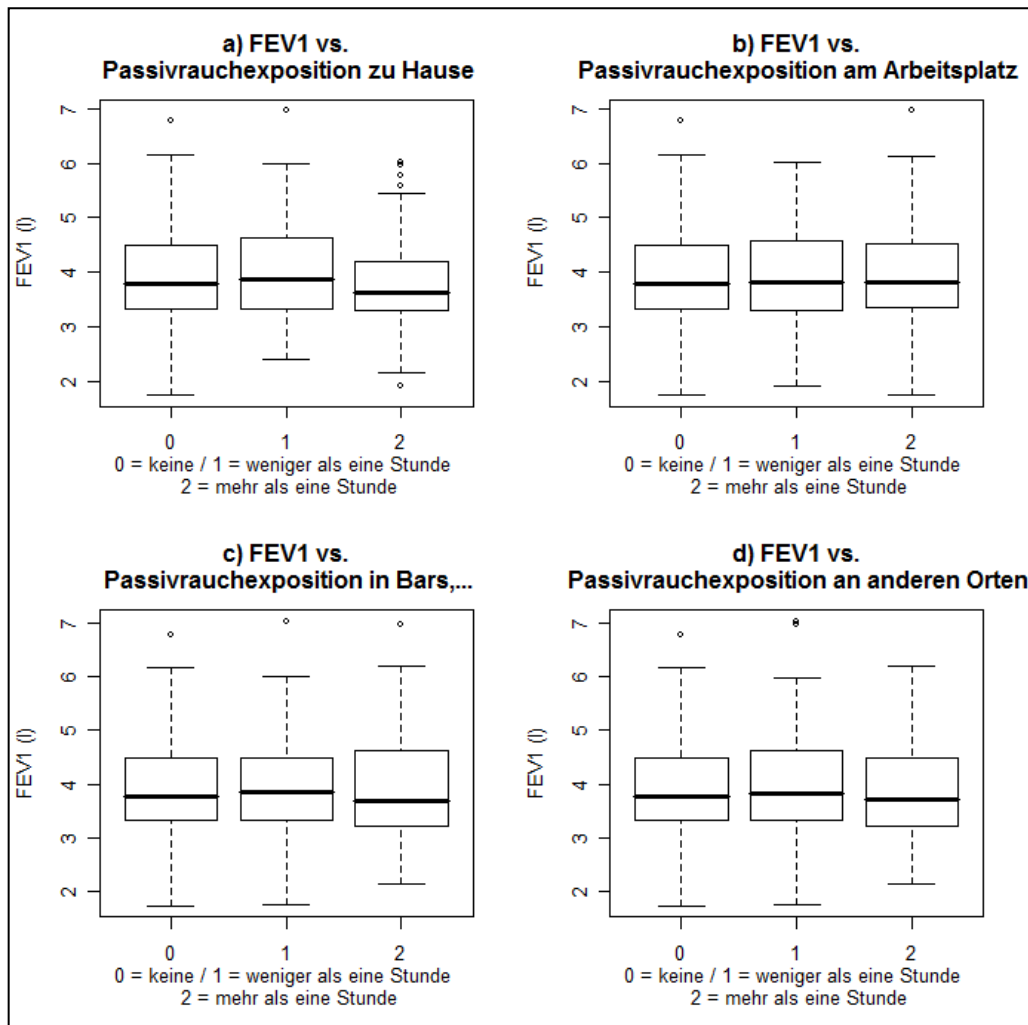 a) FEV1 vs.
Passivrauchexposition zu Hause
FEV1 (l)
7
6
5
4
3
2
0 1 2
0 = keine / 1 = weniger als eine Stunde
2 = mehr als eine Stunde
b) FEV1 vs.
Passivrauchexposition am Arbeitsplatz
FEV1 (l)
7
6
5
4
3
2
0 1 2
0 = keine / 1 = weniger als eine Stunde
2 = mehr als eine Stunde
c) FEV1 vs.
Passivrauchexposition in Bars,...
FEV1 (l)
7
6
5
4
3
2
0 1 2
0 = keine / 1 = weniger als eine Stunde
2 = mehr als eine Stunde
d) FEV1 vs.
Passivrauchexposition an anderen Orten
FEV1 (l)
7
6
5
4
3
2
0 1 2
0 = keine / 1 = weniger als eine Stunde
2 = mehr als eine Stunde